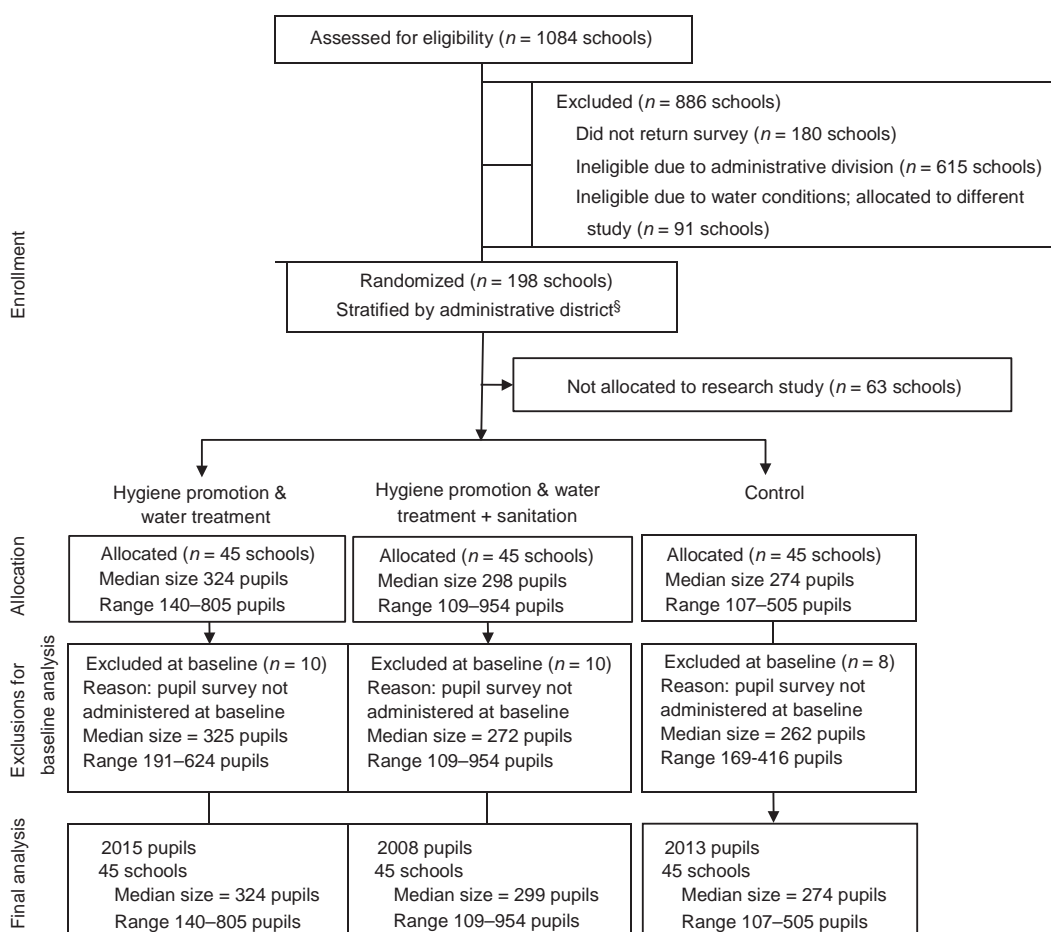 Assessed for eligibility (n = 1084 schools)
Excluded (n = 886 schools)
Did not return survey (n = 180 schools)
Ineligible due to administrative division (n = 615 schools)
Ineligible due to water conditions; allocated to different
study (n = 91 schools)
Enrollment
Randomized (n = 198 schools)
Stratified by administrative district§
Not allocated to research study (n = 63 schools)
Hygiene promotion &
water treatment
Hygiene promotion & water
treatment + sanitation
Control
Allocation
Allocated (n = 45 schools)
Median size 324 pupils
Range 140–805 pupils
Allocated (n = 45 schools)
Median size 298 pupils
Range 109–954 pupils
Allocated (n = 45 schools)
Median size 274 pupils
Range 107–505 pupils
Exclusions for
baseline analysis
Excluded at baseline (n = 10)
Reason: pupil survey not
administered at baseline
Median size = 325 pupils
Range 191–624 pupils
Excluded at baseline (n = 10)
Reason: pupil survey not
administered at baseline
Median size = 272 pupils
Range 109–954 pupils
Excluded at baseline (n = 8)
Reason: pupil survey not
administered at baseline
Median size = 262 pupils
Range 169-416 pupils
Final analysis
2015 pupils
45 schools
Median size = 324 pupils
Range 140–805 pupils
2008 pupils
45 schools
Median size = 299 pupils
Range 109–954 pupils
2013 pupils
45 schools
Median size = 274 pupils
Range 107–505 pupils